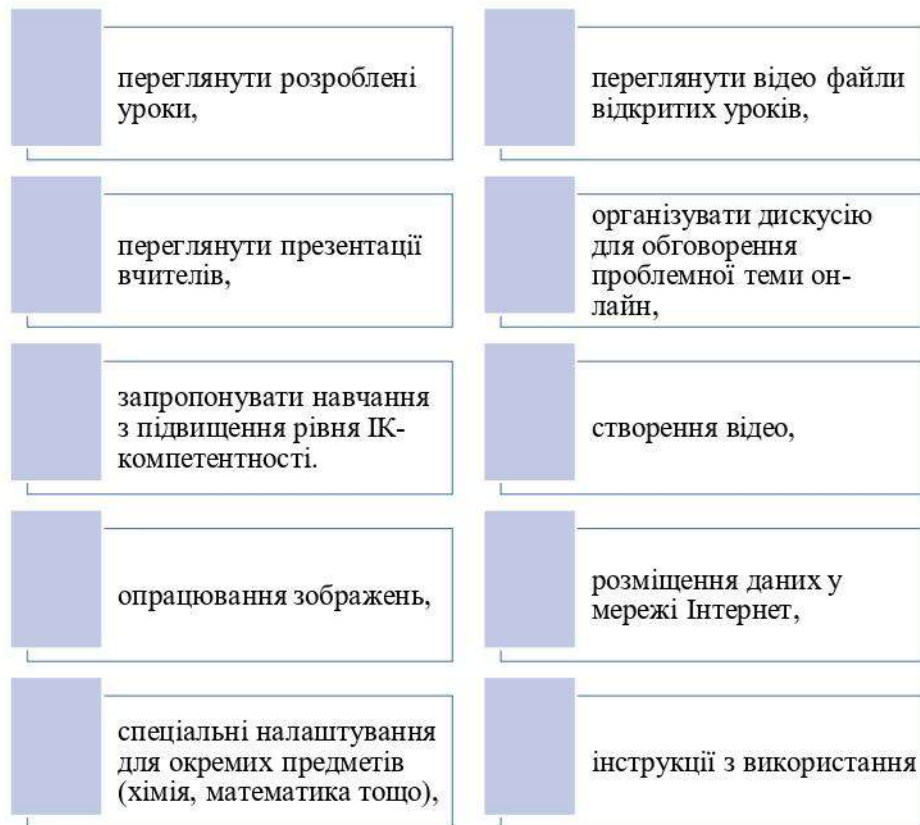 переглянути розроблені
уроки,
переглянути відео файли
відкритих уроків,
переглянути презентації
вчителів,
організувати дискусію
для обговорення
проблемної теми он-
лайн,
запропонувати навчання
з підвищення рівня ІК-
компетентності.
створення відео,
опрацювання зображень,
розміщення даних у
мережі Інтернет,
спеціальні налаштування
для окремих предметів
(хімія, математика тощо),
інструкції з використання